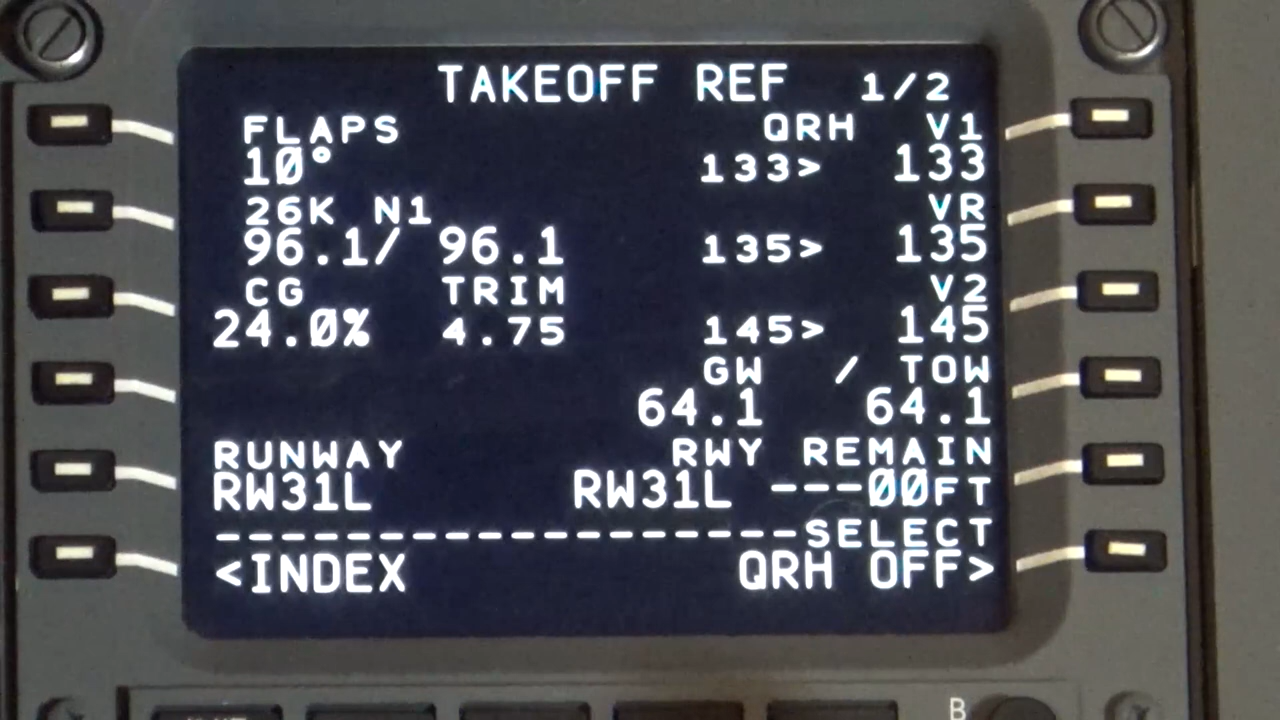 TAKEOFF REF 1/2
FLAPS QRH V1
10° 133> 133
26K N1 VR
96.1/ 96.1 135> 135
CG TRIM V2
24.0% 4.75 145> 145
GW / TOW
64.1 64.1
RUNWAY RWY REMAIN
RW31L RW31L ---00FT
------------------SELECT
<INDEX QRH OFF>
B